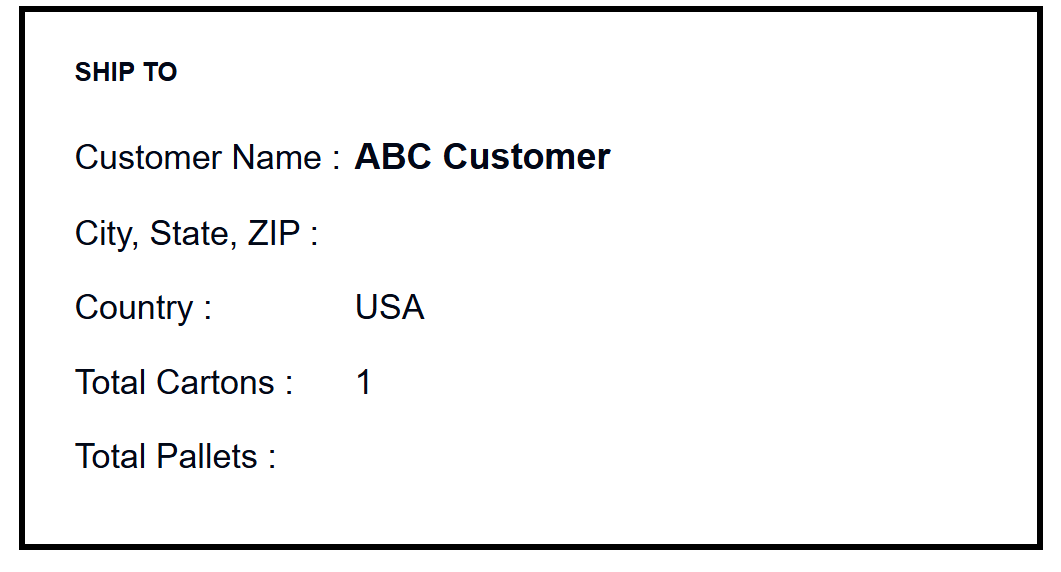 SHIP TO
Customer Name : ABC Customer
City, State, ZIP :
Country : USA
Total Cartons : 1
Total Pallets :